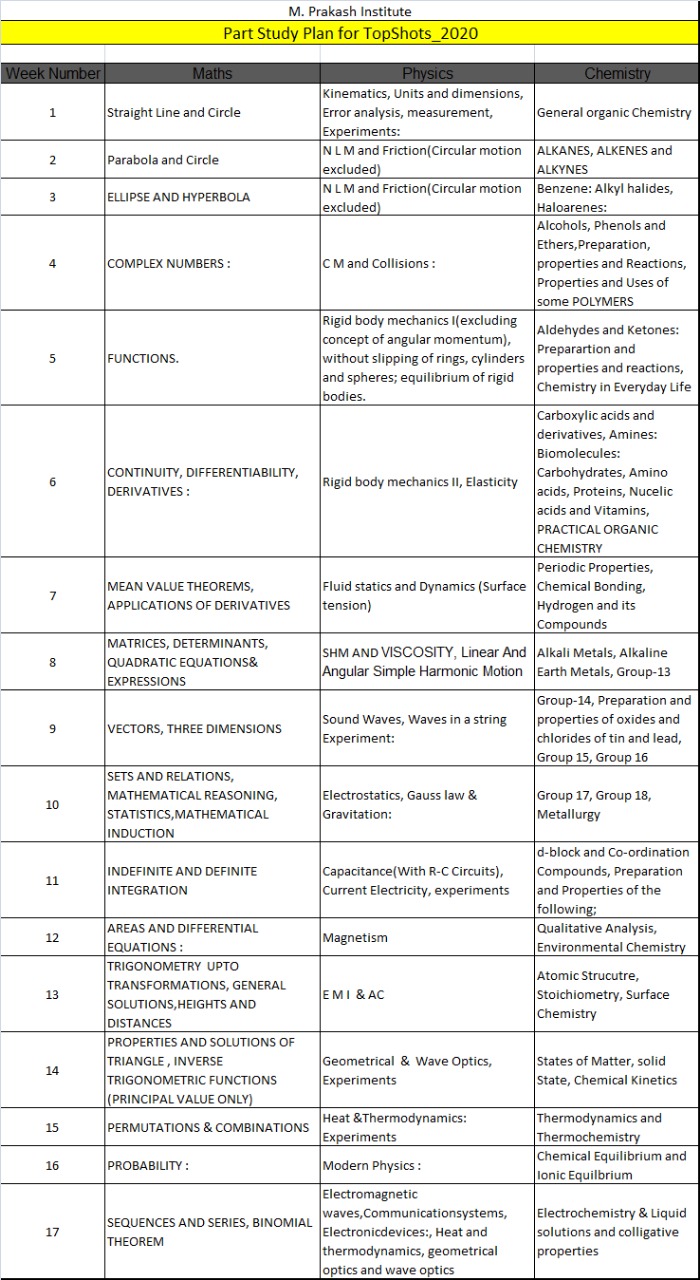 M. Prakash Institute
Part Study Plan for TopShots_2020
Week Number Maths Physics Chemistry
1
Straight Line and Circle
Kinematics, Units and dimensions,
Error analysis, measurement,
Experiments:
General organic Chemistry
2
Parabola and Circle
N L M and Friction(Circular motion
excluded)
ALKANES, ALKENES and
ALKYNES
3
ELLIPSE AND HYPERBOLA
N L M and Friction(Circular motion
excluded)
Benzene: Alkyl halides,
Haloarenes:
4
COMPLEX NUMBERS :
C M and Collisions :
Alcohols, Phenols and
Ethers,Preparation,
properties and Reactions,
Properties and Uses of
some POLYMERS
5
FUNCTIONS.
Rigid body mechanics I(excluding
concept of angular momentum),
without slipping of rings, cylinders
and spheres; equilibrium of rigid
bodies.
Aldehydes and Ketones:
Preparartion and
properties and reactions,
Chemistry in Everyday Life
6
CONTINUITY, DIFFERENTIABILITY,
DERIVATIVES :
Rigid body mechanics II, Elasticity
Carboxylic acids and
derivatives, Amines:
Biomolecules:
Carbohydrates, Amino
acids, Proteins, Nucelic
acids and Vitamins,
PRACTICAL ORGANIC
CHEMISTRY
7
MEAN VALUE THEOREMS,
APPLICATIONS OF DERIVATIVES
Fluid statics and Dynamics (Surface
tension)
Periodic Properties,
Chemical Bonding,
Hydrogen and its
Compounds
8
MATRICES, DETERMINANTS,
QUADRATIC EQUATIONS&
EXPRESSIONS
SHM AND VISCOSITY, Linear And
Angular Simple Harmonic Motion
Alkali Metals, Alkaline
Earth Metals, Group-13
9
VECTORS, THREE DIMENSIONS
Sound Waves, Waves in a string
Experiment:
Group-14, Preparation and
properties of oxides and
chlorides of tin and lead,
Group 15, Group 16
10
SETS AND RELATIONS,
MATHEMATICAL REASONING,
STATISTICS,MATHEMATICAL
INDUCTION
Electrostatics, Gauss law &
Gravitation:
Group 17, Group 18,
Metallurgy
11
INDEFINITE AND DEFINITE
INTEGRATION
Capacitance(With R-C Circuits),
Current Electricity, experiments
d-block and Co-ordination
Compounds, Preparation
and Properties of the
following;
12
AREAS AND DIFFERENTIAL
EQUATIONS :
Magnetism
Qualitative Analysis,
Environmental Chemistry
13
TRIGONOMETRY UPTO
TRANSFORMATIONS, GENERAL
SOLUTIONS,HEIGHTS AND
DISTANCES
E M I & AC
Atomic Strucutre,
Stoichiometry, Surface
Chemistry
14
PROPERTIES AND SOLUTIONS OF
TRIANGLE , INVERSE
TRIGONOMETRIC FUNCTIONS
(PRINCIPAL VALUE ONLY)
Geometrical & Wave Optics,
Experiments
States of Matter, solid
State, Chemical Kinetics
15
PERMUTATIONS & COMBINATIONS
Heat &Thermodynamics:
Experiments
Thermodynamics and
Thermochemistry
16
PROBABILITY :
Modern Physics :
Chemical Equilibrium and
Ionic Equilbrium
17
SEQUENCES AND SERIES, BINOMIAL
THEOREM
Electromagnetic
waves,Communicationsystems,
Electronicdevices:, Heat and
thermodynamics, geometrical
optics and wave optics
Electrochemistry & Liquid
solutions and colligative
properties